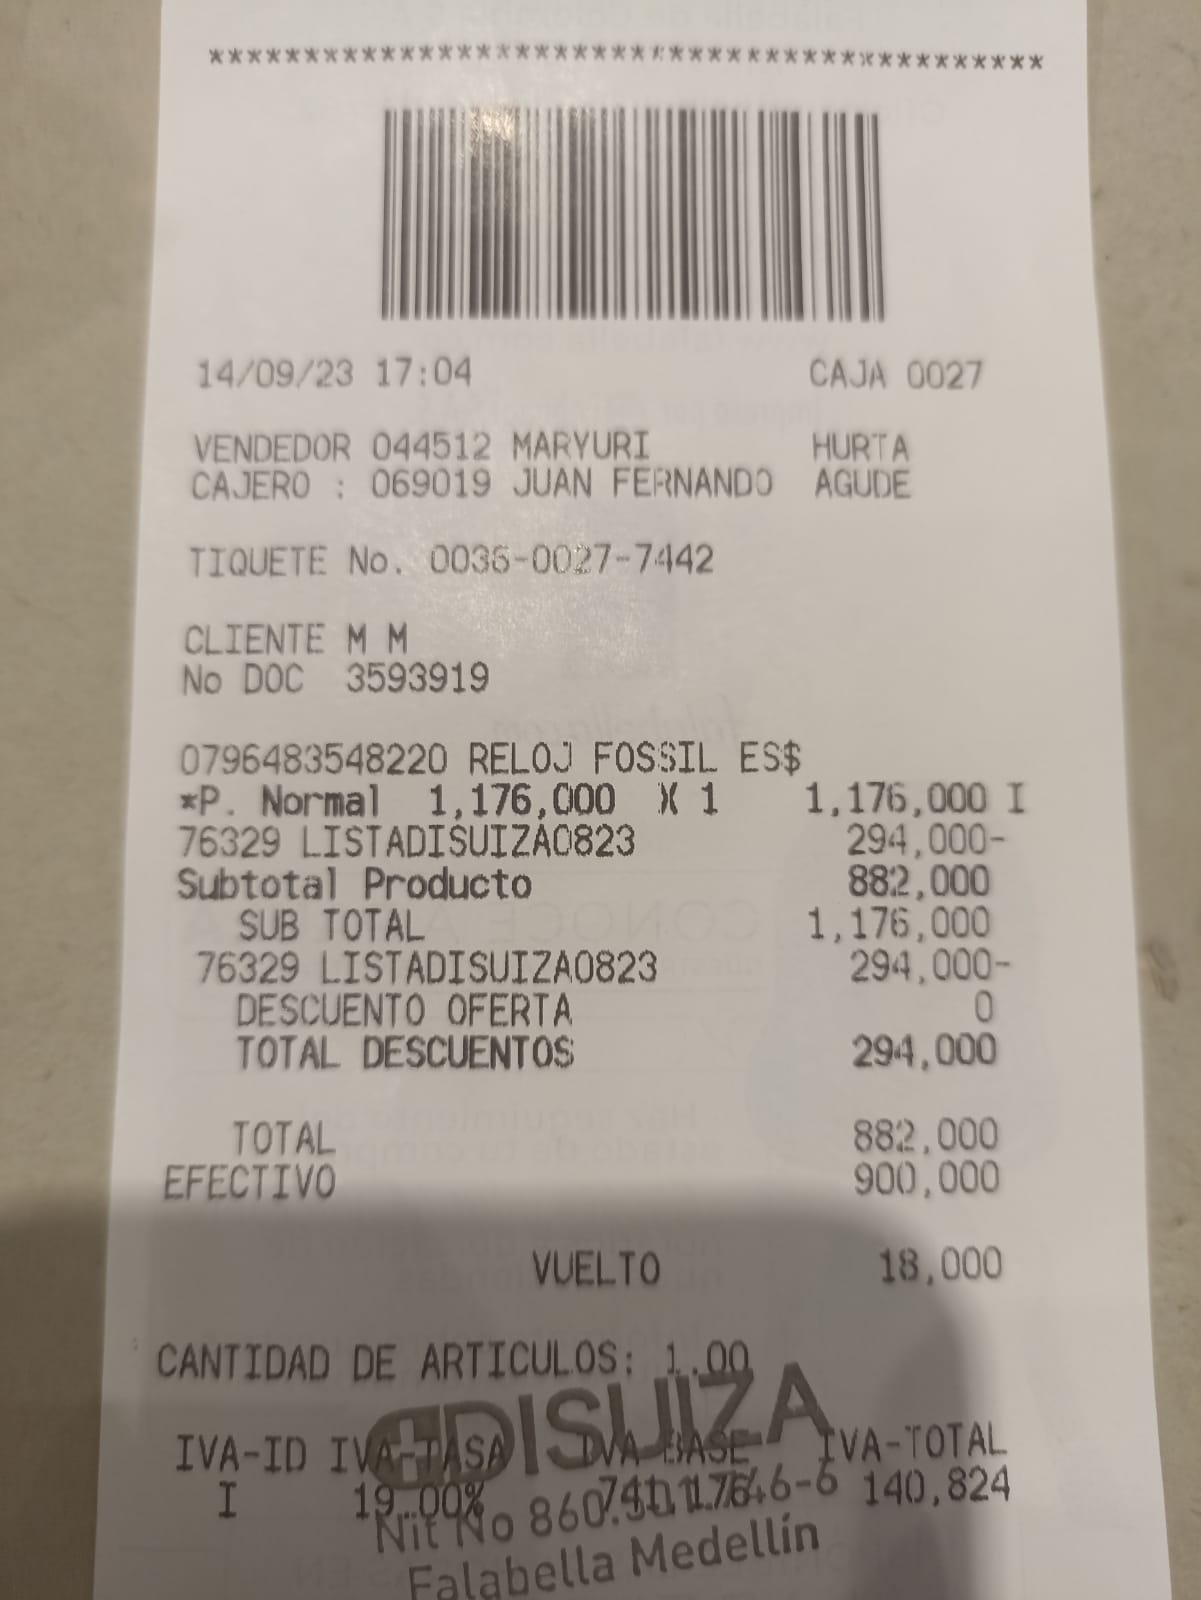 ******************************************
14/09/23 17:04 CAJA 0027
VENDEDOR 044512 MARYURI HURTA
CAJERO : 069019 JUAN FERNANDO AGUDE
TIQUETE No. 0036-0027-7442
CLIENTE M M
No DOC 3593919
0796483548220 RELOJ FOSSIL ES$
*P. Normal 1,176,000 X 1 1,176,000 I
76329 LISTADISUIZA0823 294,000-
Subtotal Producto 882,000
SUB TOTAL 1,176,000
76329 LISTADISUIZA0823 294,000-
DESCUENTO OFERTA 0
TOTAL DESCUENTOS 294,000
TOTAL 882,000
EFECTIVO 900,000
VUELTO 18,000
CANTIDAD DE ARTICULOS: 1.00
DISUIZA
IVA-ID IVA-TASA IVA BASE IVA-TOTAL
I 19.00% 140,824
Nit No
Falabella Medellín